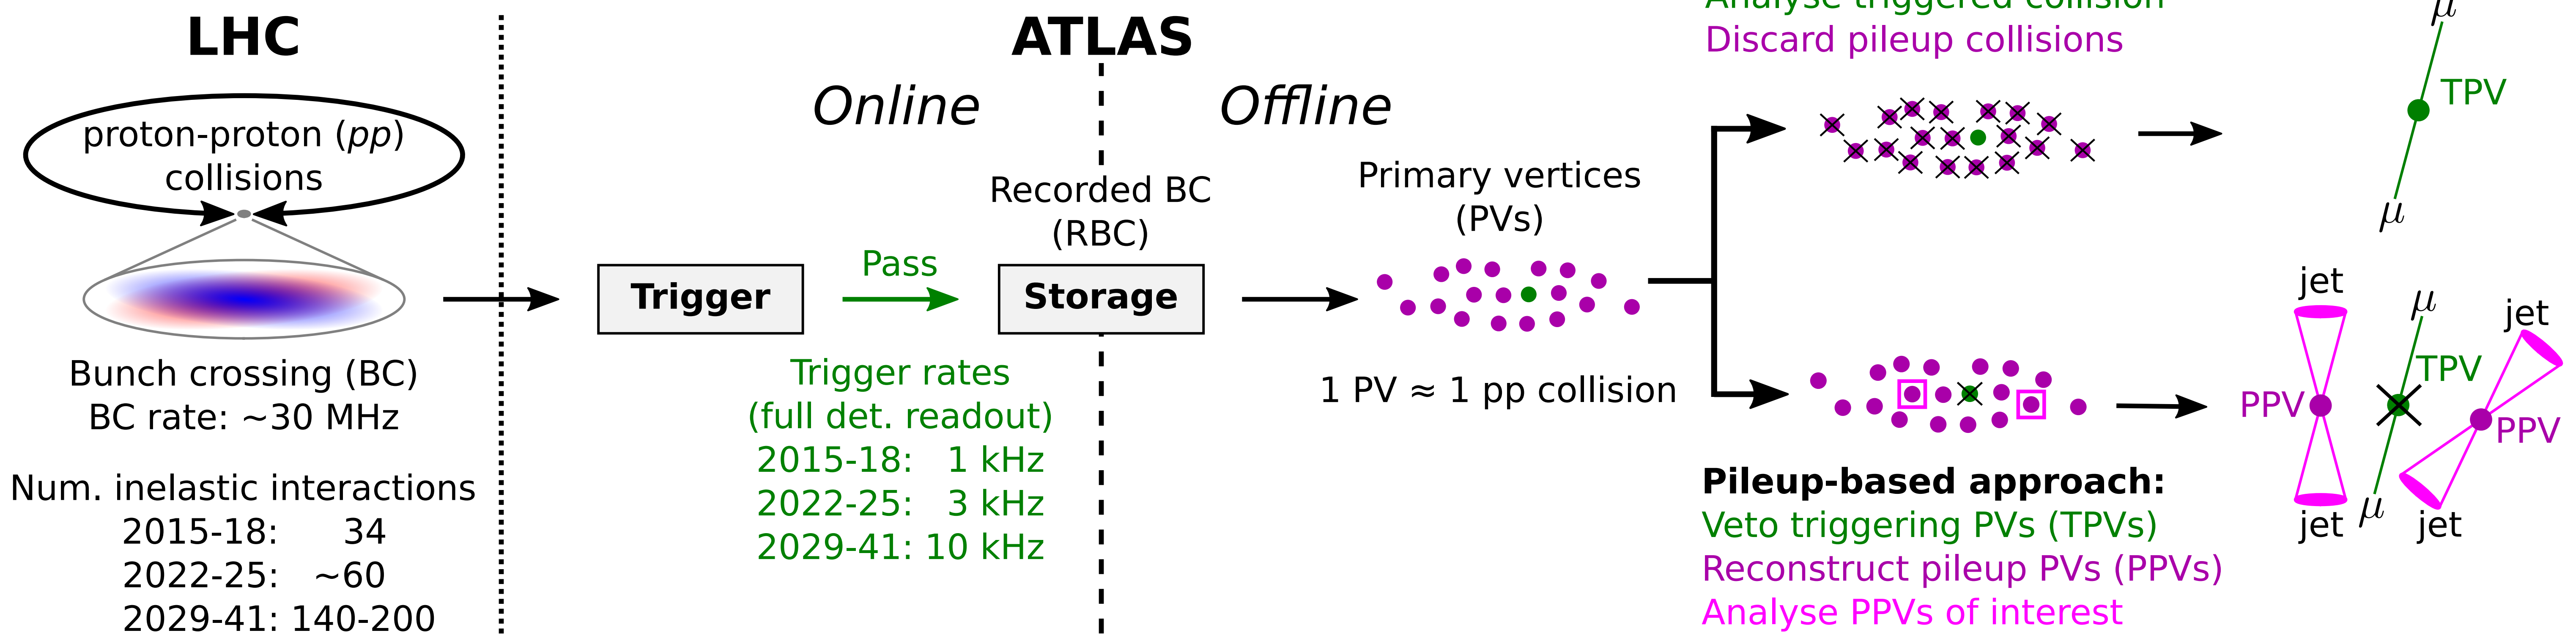 LHC
proton-proton (pp)
collisions
Bunch crossing (BC)
BC rate: ~30 MHz
Num. inelastic interactions
2015-18: 34
2022-25: ~60
2029-41: 140-200
ATLAS
Online
Offline
Trigger
Pass
Recorded BC
(RBC)
Storage
Trigger rates
(full det. readout)
2015-18: 1 kHz
2022-25: 3 kHz
2029-41: 10 kHz
Primary vertices
(PVs)
1 PV ≈ 1 pp collision
Analyse triggered collision
Discard pileup collisions
μ
TPV
μ
jet
μ
jet
TPV
PPV
PPV
jet
μ
jet
Pileup-based approach:
Veto triggering PVs (TPVs)
Reconstruct pileup PVs (PPVs)
Analyse PPVs of interest